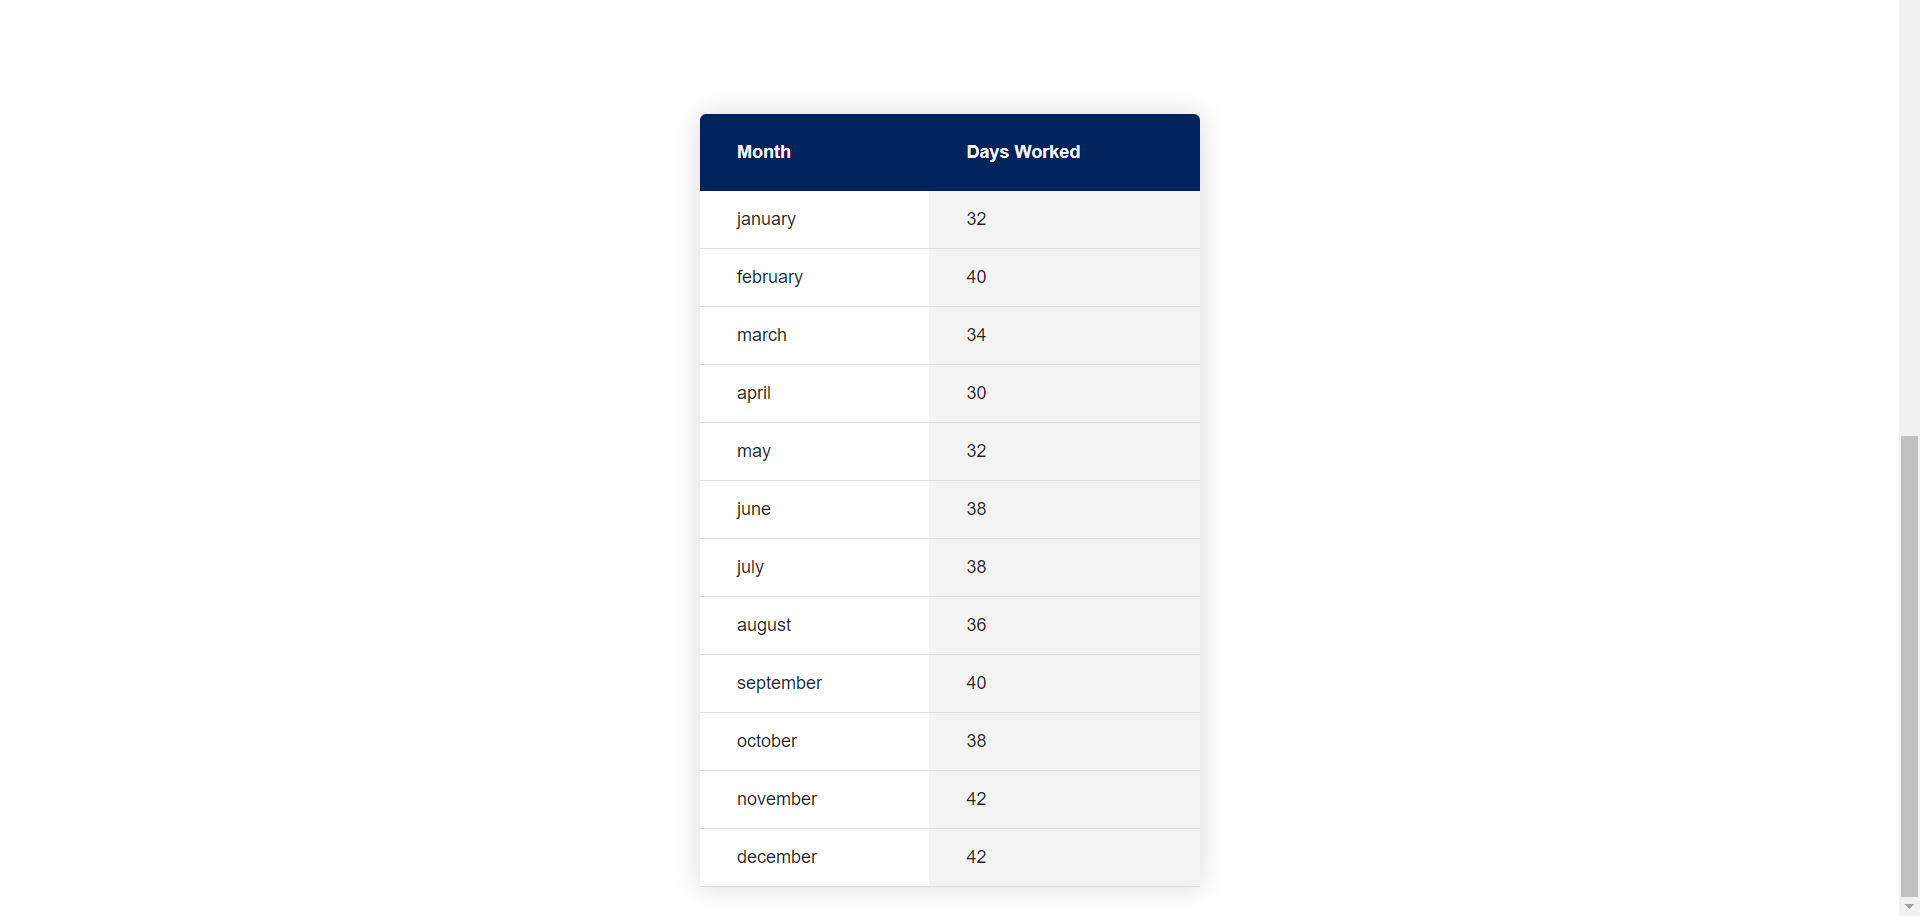 Month Days Worked
january 32
february 40
march 34
april 30
may 32
june 38
july 38
august 36
september 40
october 38
november 42
december 42